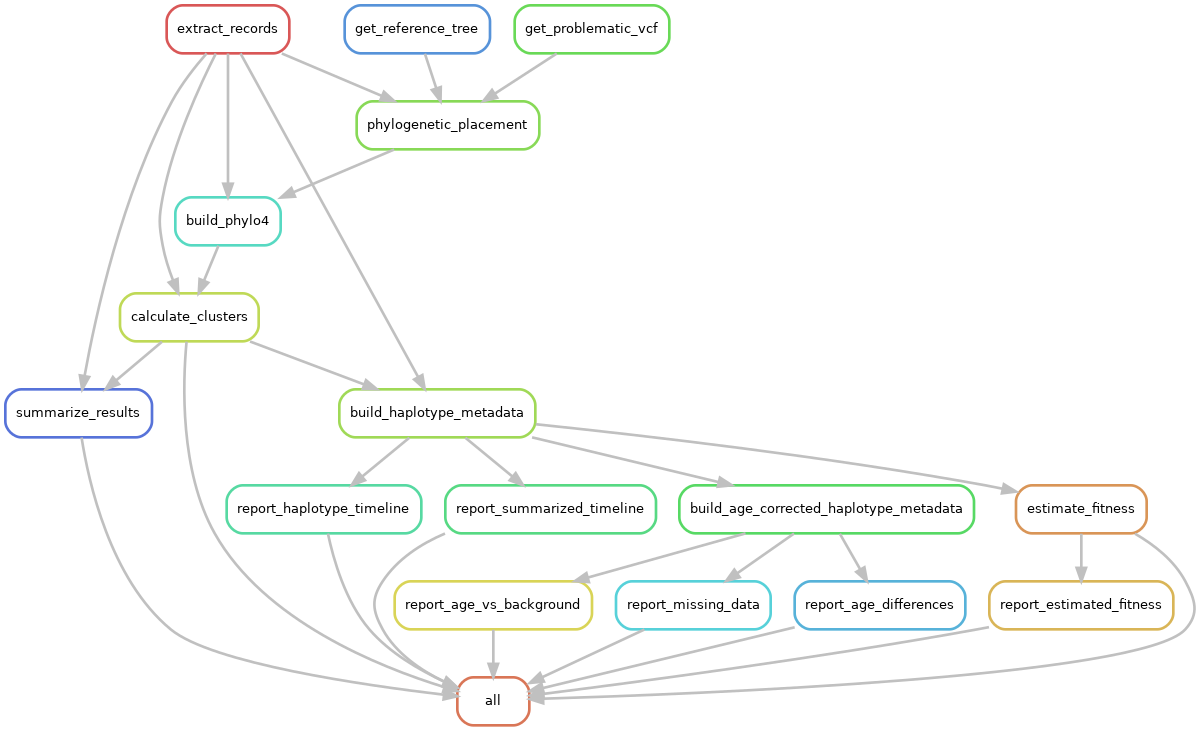 extract_records
get_reference_tree
get_problematic_vcf
phylogenetic_placement
build_phylo4
calculate_clusters
summarize_results
build_haplotype_metadata
report_haplotype_timeline
report_summarized_timeline
build_age_corrected_haplotype_metadata
estimate_fitness
report_age_vs_background
report_missing_data
report_age_differences
report_estimated_fitness
all